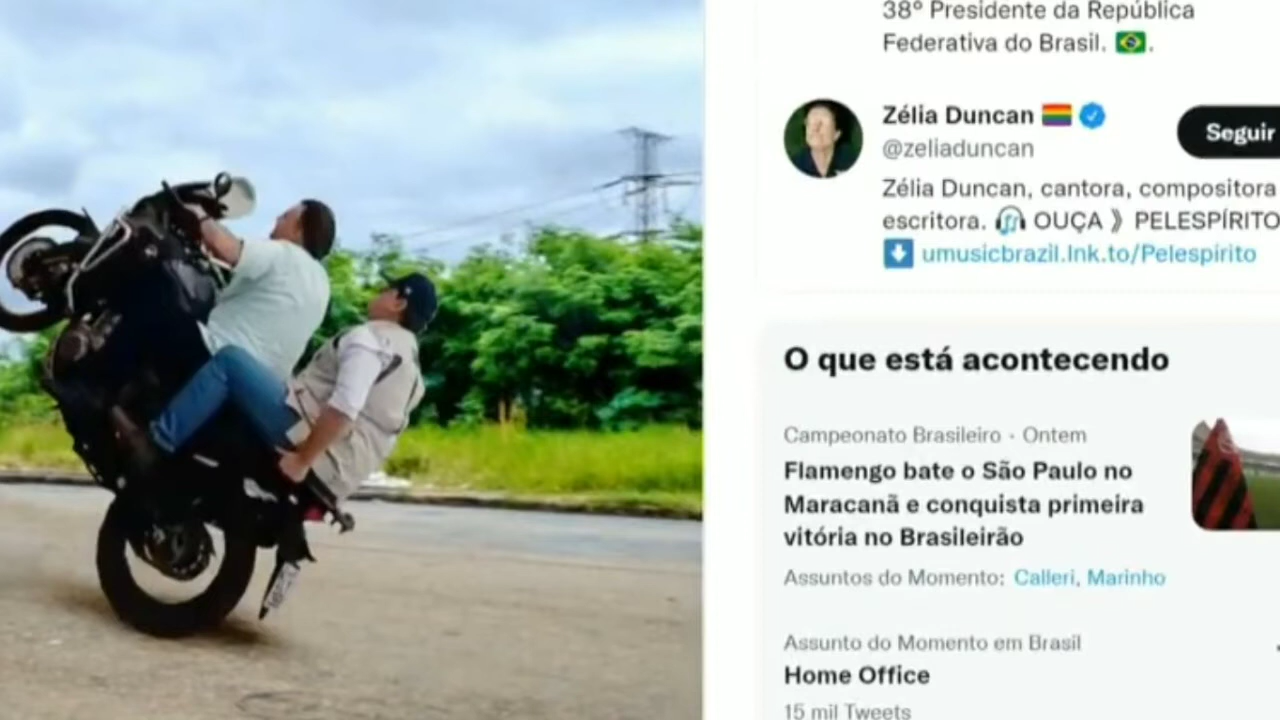 38º Presidente da República
Federativa do Brasil. 🇧🇷.
Zélia Duncan
@zeliaduncan
Seguir
Zélia Duncan, cantora, compositora
escritora. 🎧 OUÇA 》 PELESPÍRITO
⬇️ umusicbrazil.lnk.to/Pelespirito
O que está acontecendo
Campeonato Brasileiro · Ontem
Flamengo bate o São Paulo no
Maracanã e conquista primeira
vitória no Brasileirão
Assuntos do Momento: Calleri, Marinho
Assunto do Momento em Brasil
Home Office
15 mil Tweets